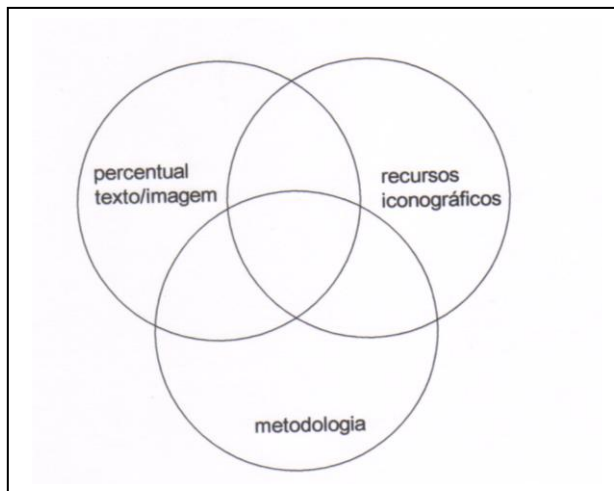 percentual
texto/imagem
recursos
iconográficos
metodologia